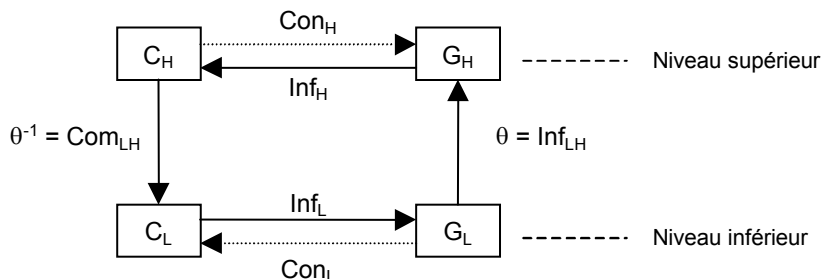 Con_H
C_H G_H Niveau supérieur
Inf_H
θ⁻¹ = Com_LH θ = Inf_LH
Inf_L
C_L G_L Niveau inférieur
Con_L